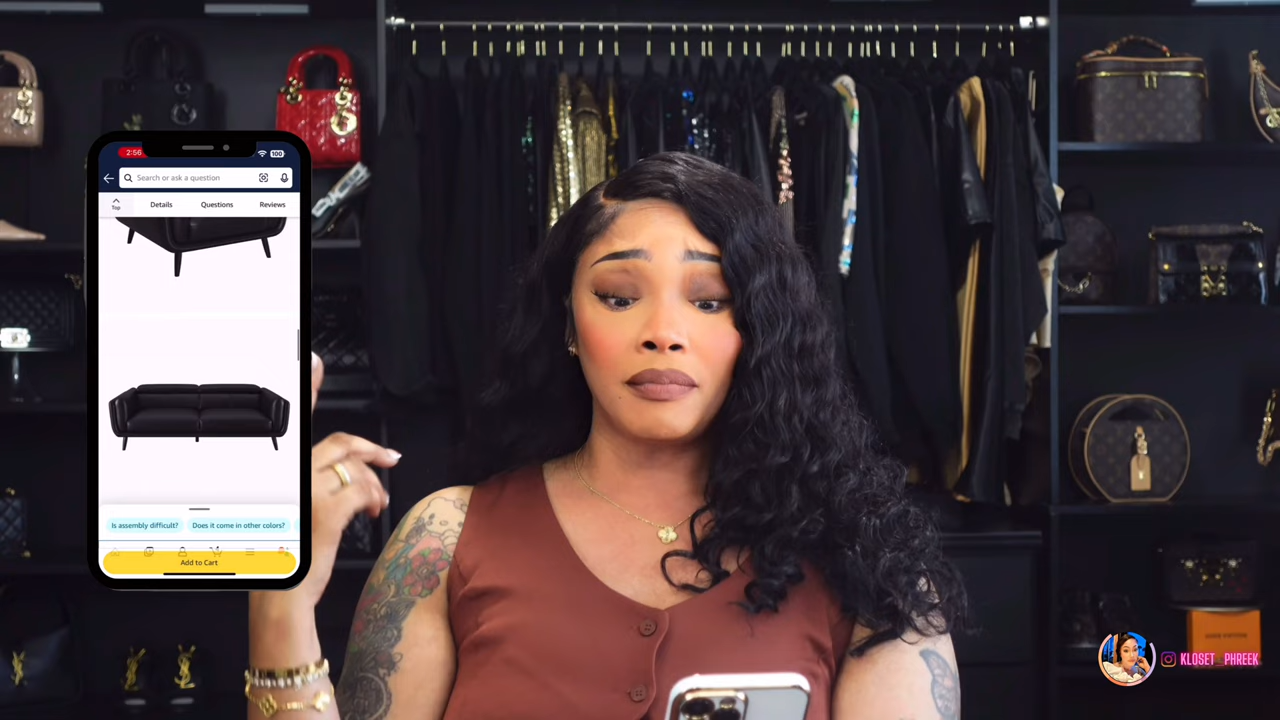 2:56
100
Search or ask a question
Top
Details
Questions
Reviews
Is assembly difficult?
Does it come in other colors?
Add to Cart
KLOSET_PHREEK